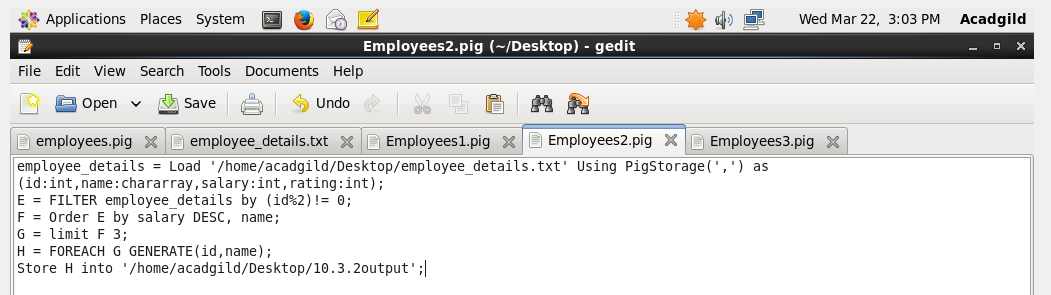 Applications Places System Wed Mar 22, 3:03 PM Acadgild
Employees2.pig (~/Desktop) - gedit
File Edit View Search Tools Documents Help
Open Save Undo
employees.pig employee_details.txt Employees1.pig Employees2.pig Employees3.pig
employee_details = Load '/home/acadgild/Desktop/employee_details.txt' Using PigStorage(',') as
(id:int,name:chararray,salary:int,rating:int);
E = FILTER employee_details by (id%2)!= 0;
F = Order E by salary DESC, name;
G = limit F 3;
H = FOREACH G GENERATE(id,name);
Store H into '/home/acadgild/Desktop/10.3.2output';